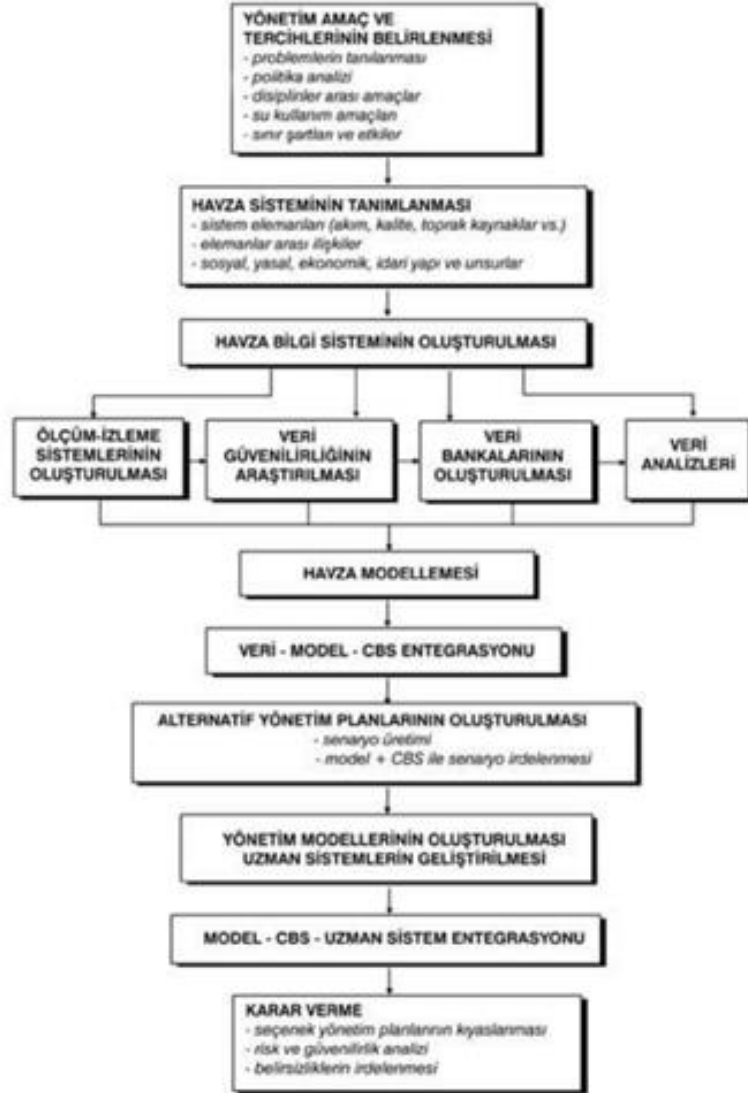 YÖNETİM AMAÇ VE
TERCİHLERİNİN BELİRLENMESİ
- problemlerin tanılanması
- politika analizi
- disiplinler arası amaçlar
- su kullanım amaçları
- sınır şartları ve etkiler
HAVZA SİSTEMİNİN TANIMLANMASI
- sistem elemanları (akım, kalite, toprak kaynaklar vs.)
- elemanlar arası ilişkiler
- sosyal, yasal, ekonomik, idari yapı ve unsurlar
HAVZA BİLGİ SİSTEMİNİN OLUŞTURULMASI
ÖLÇÜM-İZLEME
SİSTEMLERİNİN
OLUŞTURULMASI
VERİ
GÜVENİLİRLİĞİNİN
ARAŞTIRILMASI
VERİ
BANKALARININ
OLUŞTURULMASI
VERİ
ANALİZLERİ
HAVZA MODELLEMESİ
VERİ - MODEL - CBS ENTEGRASYONU
ALTERNATİF YÖNETİM PLANLARININ OLUŞTURULMASI
- senaryo üretimi
- model + CBS ile senaryo irdelenmesi
YÖNETİM MODELLERİNİN OLUŞTURULMASI
UZMAN SİSTEMLERİN GELİŞTİRİLMESİ
MODEL - CBS - UZMAN SİSTEM ENTEGRASYONU
KARAR VERME
- seçenek yönetim planlarının kıyaslanması
- risk ve güvenilirlik analizi
- belirsizliklerin irdelenmesi